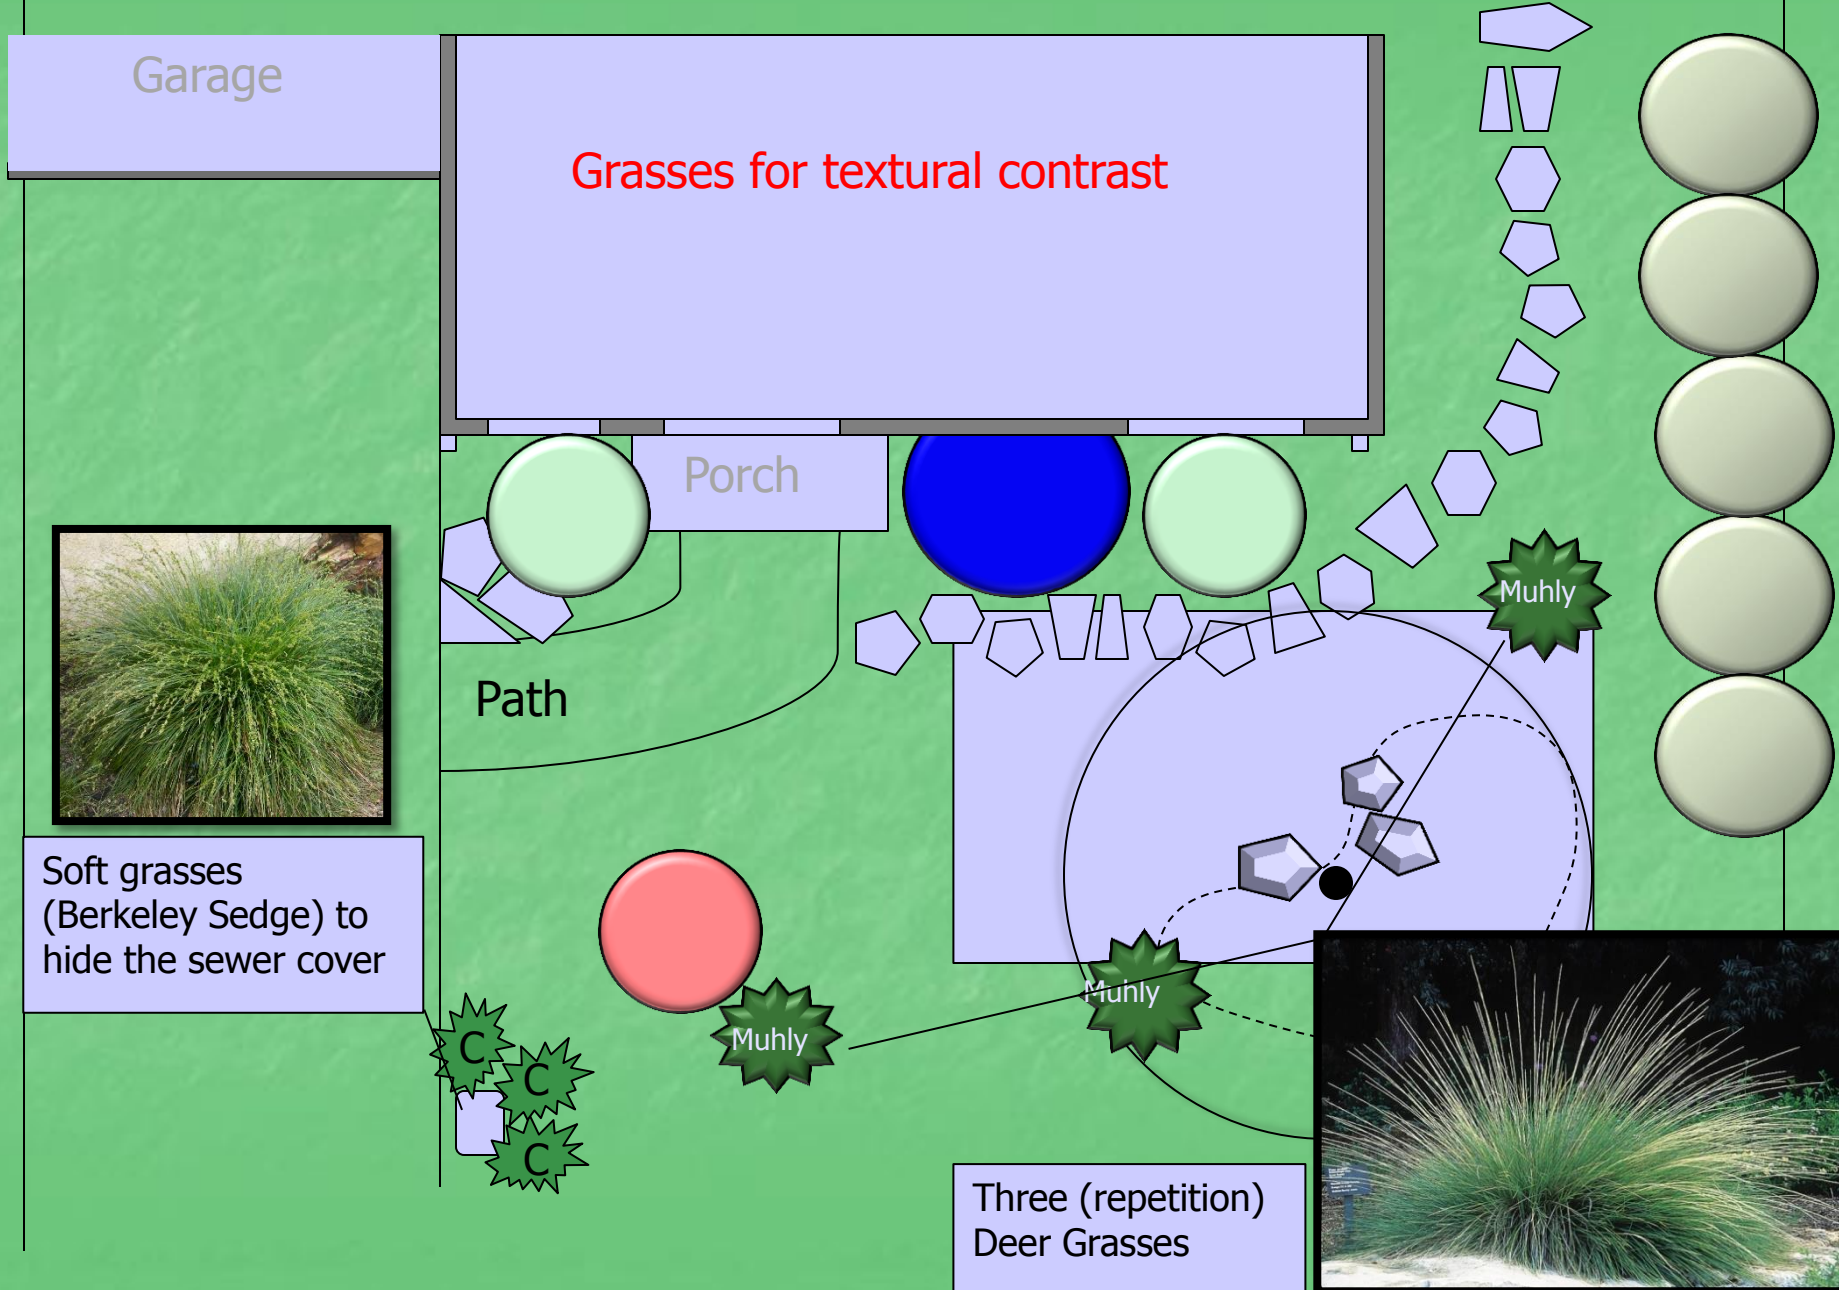 Garage
Grasses for textural contrast
Porch
Muhly
Path
Soft grasses
(Berkeley Sedge) to
hide the sewer cover
Muhly
Muhly
C
C
C
Three (repetition)
Deer Grasses